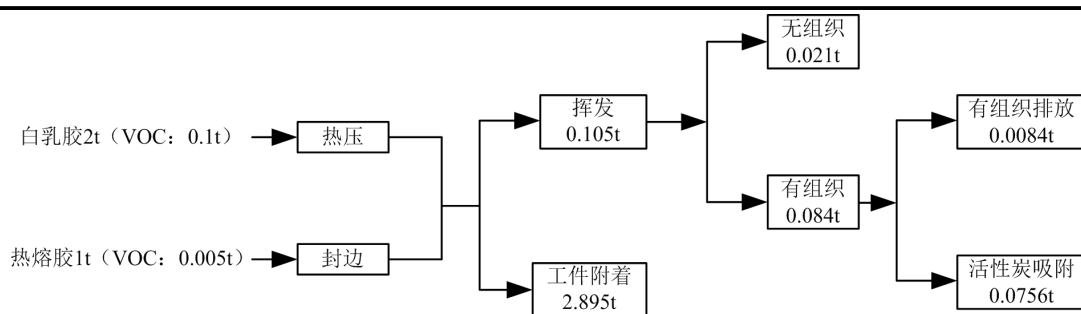 无组织
0.021t
挥发
0.105t
有组织排放
0.0084t
白乳胶2t（VOC：0.1t）
热压
有组织
0.084t
热熔胶1t（VOC：0.005t）
封边
工件附着
2.895t
活性炭吸附
0.0756t